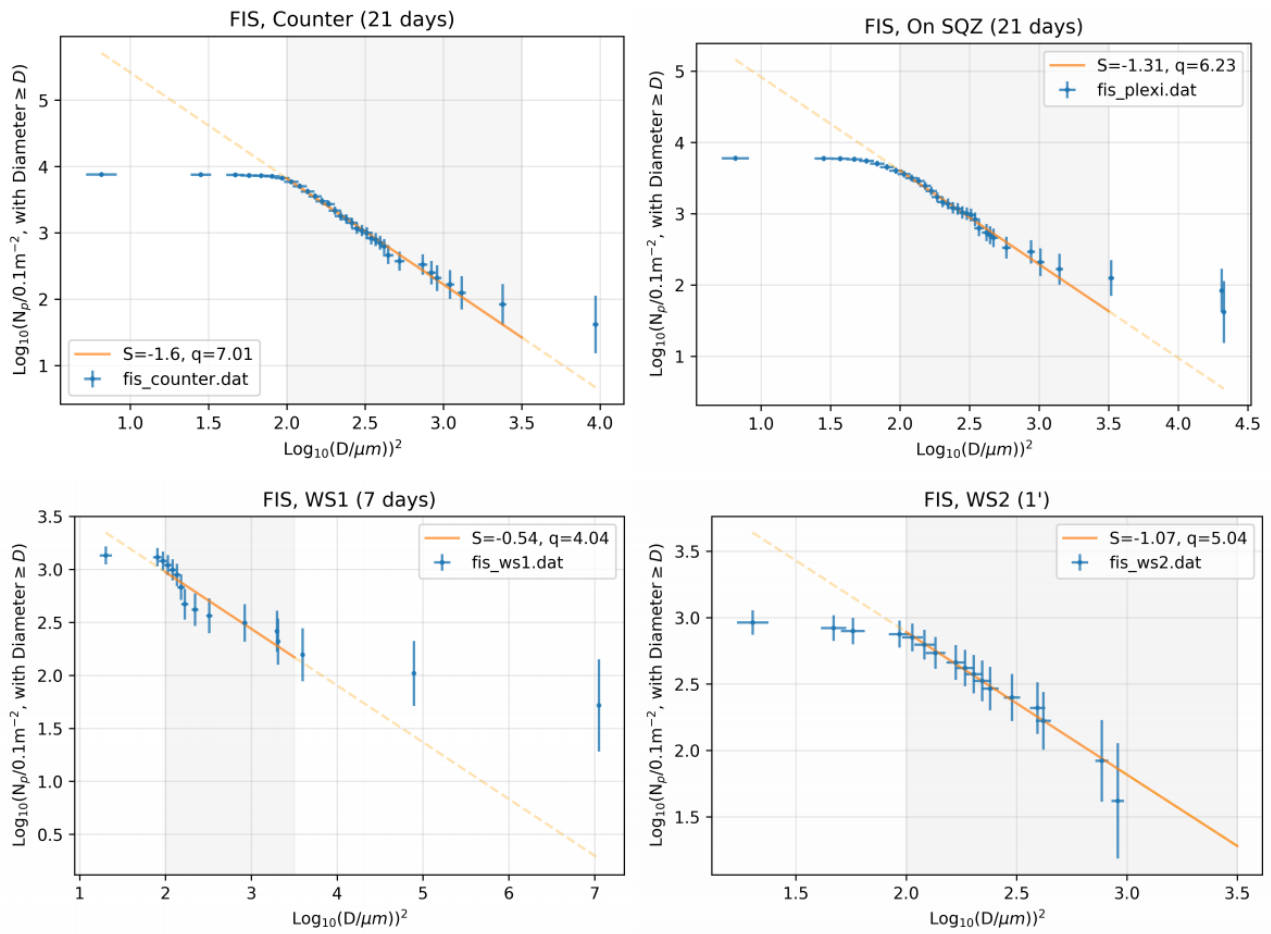 FIS, Counter (21 days)
Log₁₀(Nₚ/0.1m⁻², with Diameter ≥ D)
5
4
3
2
1
S=-1.6, q=7.01
fis_counter.dat
1.0 1.5 2.0 2.5 3.0 3.5 4.0
Log₁₀(D/μm))²
FIS, On SQZ (21 days)
Log₁₀(Nₚ/0.1m⁻², with Diameter ≥ D)
5
4
3
2
1
S=-1.31, q=6.23
fis_plexi.dat
1.0 1.5 2.0 2.5 3.0 3.5 4.0 4.5
Log₁₀(D/μm))²
FIS, WS1 (7 days)
Log₁₀(Nₚ/0.1m⁻², with Diameter ≥ D)
3.5
3.0
2.5
2.0
1.5
1.0
0.5
S=-0.54, q=4.04
fis_ws1.dat
1 2 3 4 5 6 7
Log₁₀(D/μm))²
FIS, WS2 (1')
Log₁₀(Nₚ/0.1m⁻², with Diameter ≥ D)
3.5
3.0
2.5
2.0
1.5
S=-1.07, q=5.04
fis_ws2.dat
1.5 2.0 2.5 3.0 3.5
Log₁₀(D/μm))²